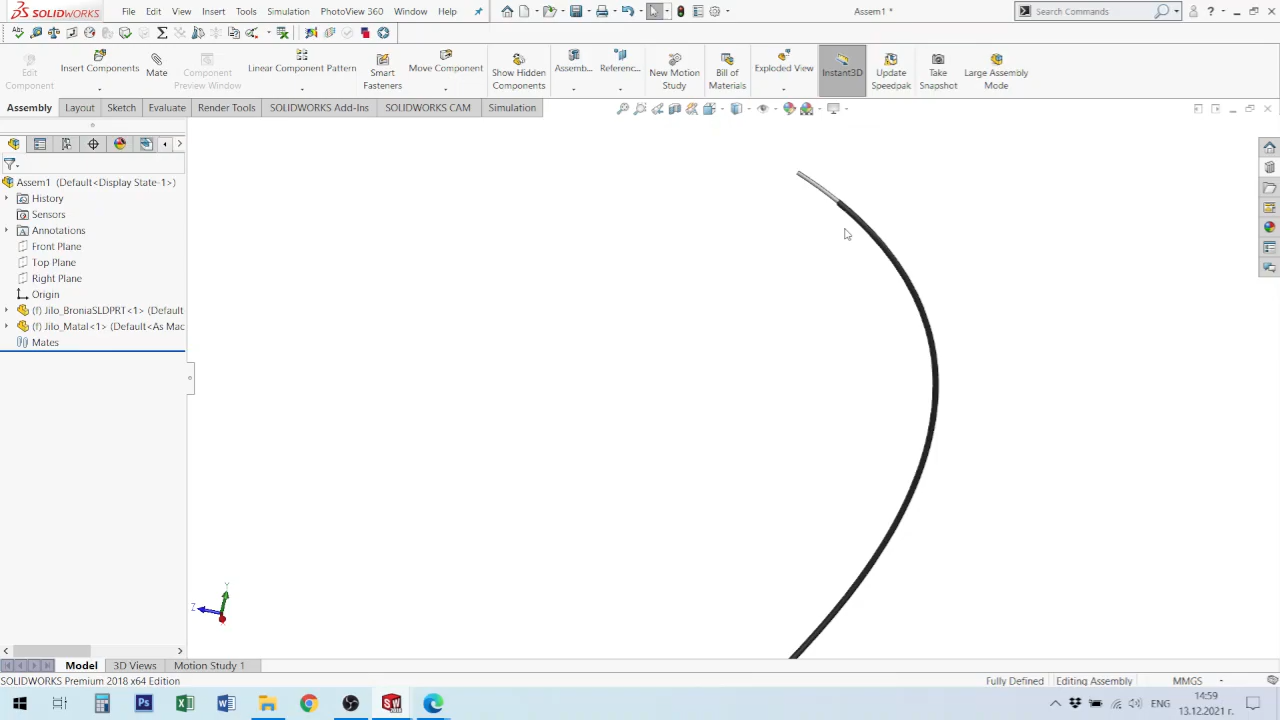 SOLIDWORKS
File Edit View Insert Tools Simulation PhotoView 360 Window Help
Assem1 *
Search Commands
Edit Component
Insert Components
Mate
Component Preview Window
Linear Component Pattern
Smart Fasteners
Move Component
Show Hidden Components
Assemb...
Referenc...
New Motion Study
Bill of Materials
Exploded View
Instant3D
Update Speedpak
Take Snapshot
Large Assembly Mode
Assembly Layout Sketch Evaluate Render Tools SOLIDWORKS Add-Ins SOLIDWORKS CAM Simulation
Assem1 (Default<Display State-1>)
History
Sensors
Annotations
Front Plane
Top Plane
Right Plane
Origin
(f) Jilo_BroniaSLDPRT<1> (Default
(f) Jilo_Matal<1> (Default<As Mac
Mates
Y
Z
Model 3D Views Motion Study 1
SOLIDWORKS Premium 2018 x64 Edition
Fully Defined Editing Assembly MMGS
ENG
14:59
13.12.2021 г.